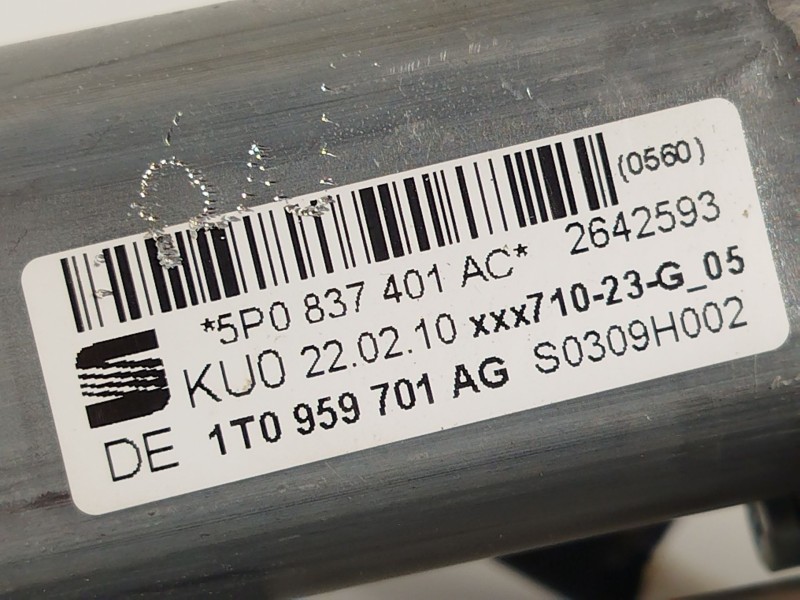 (0560)
*5P0 837 401 AC* 2642593
KU0 22.02.10 xxx710-23-G_05
DE 1T0 959 701 AG S0309H002